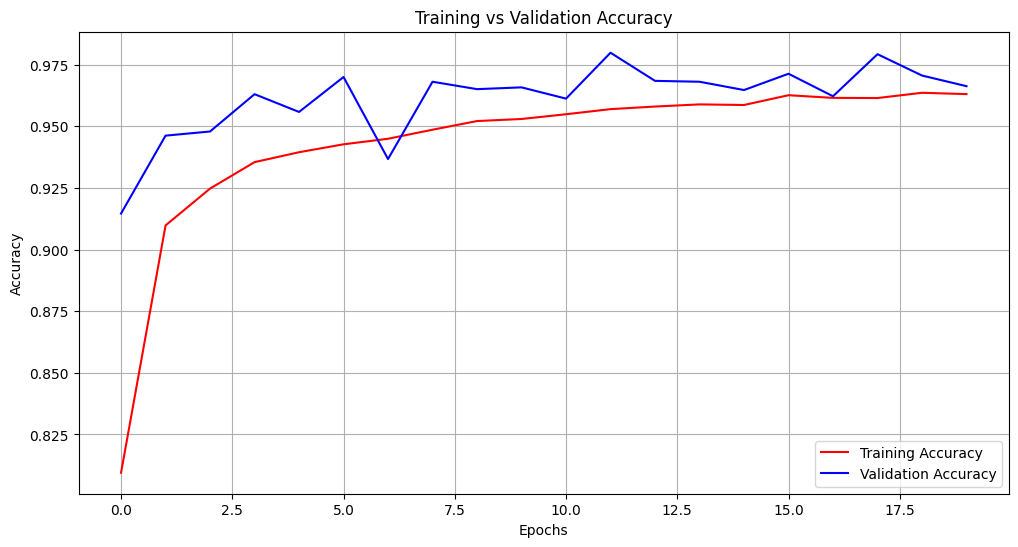 Training vs Validation Accuracy
Accuracy
0.975
0.950
0.925
0.900
0.875
0.850
0.825
0.0 2.5 5.0 7.5 10.0 12.5 15.0 17.5
Epochs
Training Accuracy
Validation Accuracy